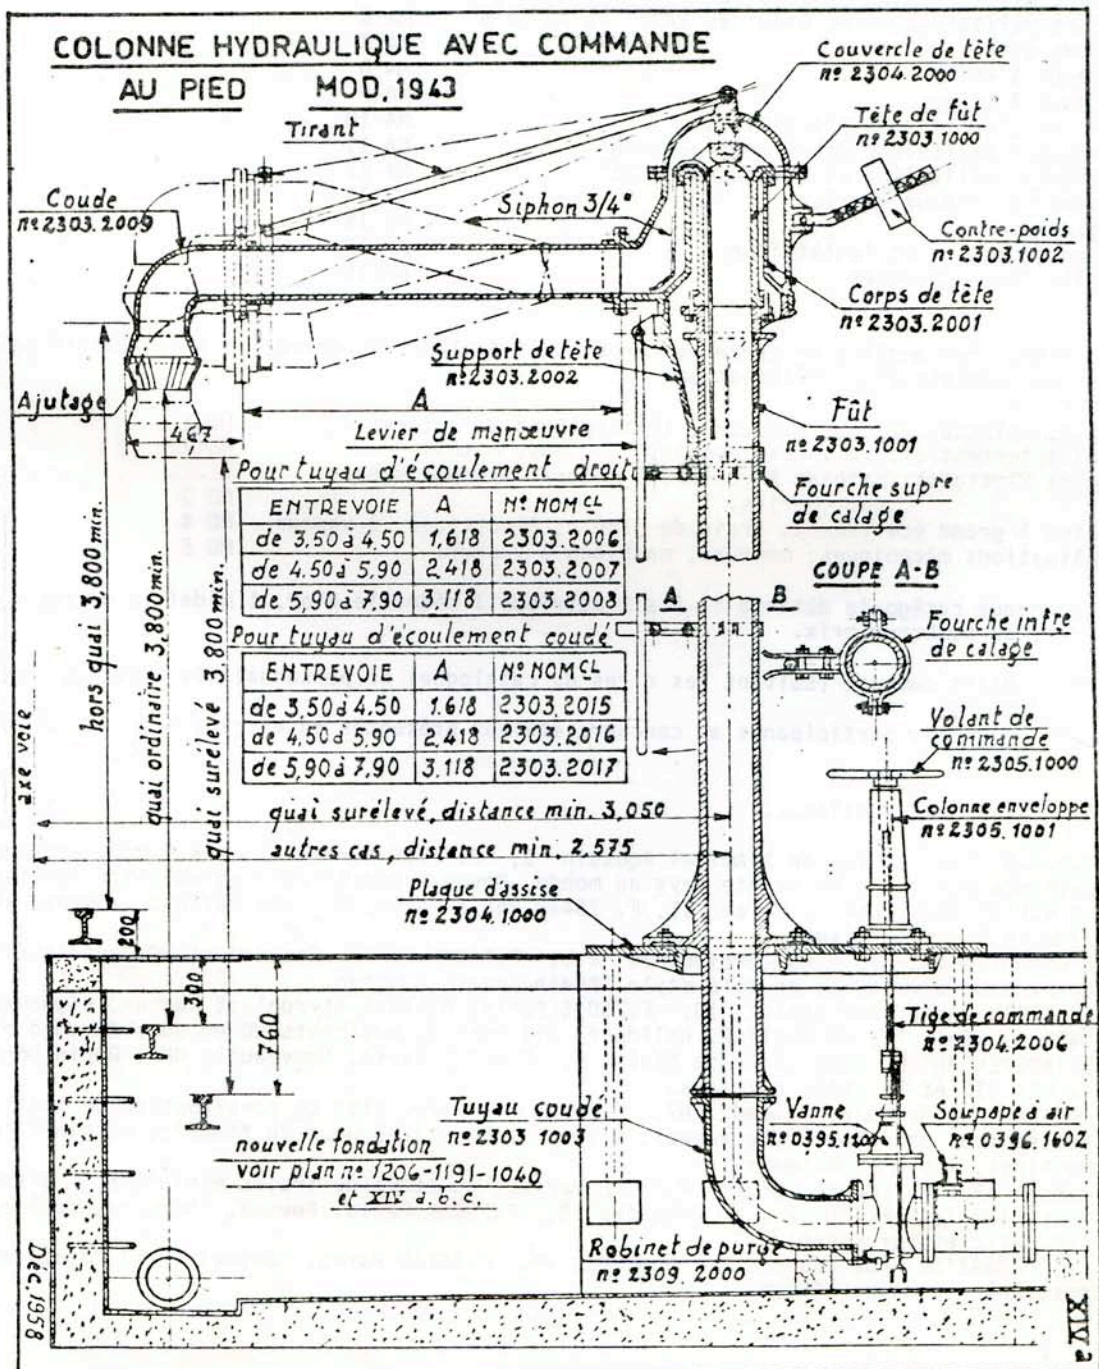 COLONNE HYDRAULIQUE AVEC COMMANDE
AU PIED MOD. 1943
Couvercle de tête
nº 2304.2000
Tête de fût
nº 2303.1000
Tirant
Coude
nº 2303.2009
Siphon 3/4"
Contre-poids
nº 2303.1002
Corps de tête
nº 2303.2001
Support de tête
nº 2303.2002
Ajutage
467
A
Fût
nº 2303.1001
Levier de manœuvre
Pour tuyau d'écoulement droit
ENTREVOIE A Nº NOMCL
de 3,50 à 4,50 1,618 2303.2006
de 4,50 à 5,90 2,418 2303.2007
de 5,90 à 7,90 3,118 2303.2008
Pour tuyau d'écoulement coudé
ENTREVOIE A Nº NOMCL
de 3,50 à 4,50 1,618 2303.2015
de 4,50 à 5,90 2,418 2303.2016
de 5,90 à 7,90 3,118 2303.2017
Fourche supre
de calage
COUPE A-B
A B
Fourche infre
de calage
Volant de
commande
nº 2305.1000
Colonne enveloppe
nº 2305.1001
axe voie
hors quai 3,800 min.
quai ordinaire 3,800 min.
quai surélevé 3,800 min.
quai surélevé, distance min. 3,050
autres cas, distance min. 2,575
Plaque d'assise
nº 2304.1000
200
300
760
Tige de commande
nº 2304.2006
Tuyau coudé
nº 2303 1003
Vanne
Soupape à air
nº 0396.1602
nouvelle fondation
voir plan nº 1206-1191-1040
et XIV a.b.c.
Robinet de purge
nº 2309.2000
Déc. 1958
XIV